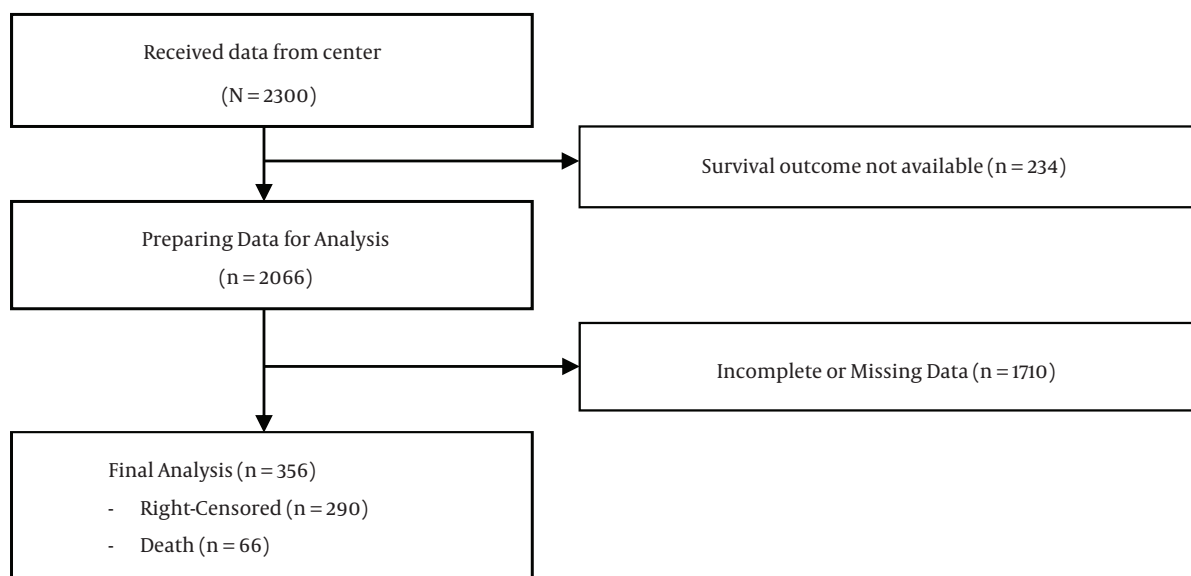 Received data from center
(N = 2300)
Survival outcome not available (n = 234)
Preparing Data for Analysis
(n = 2066)
Incomplete or Missing Data (n = 1710)
Final Analysis (n = 356)
- Right-Censored (n = 290)
- Death (n = 66)